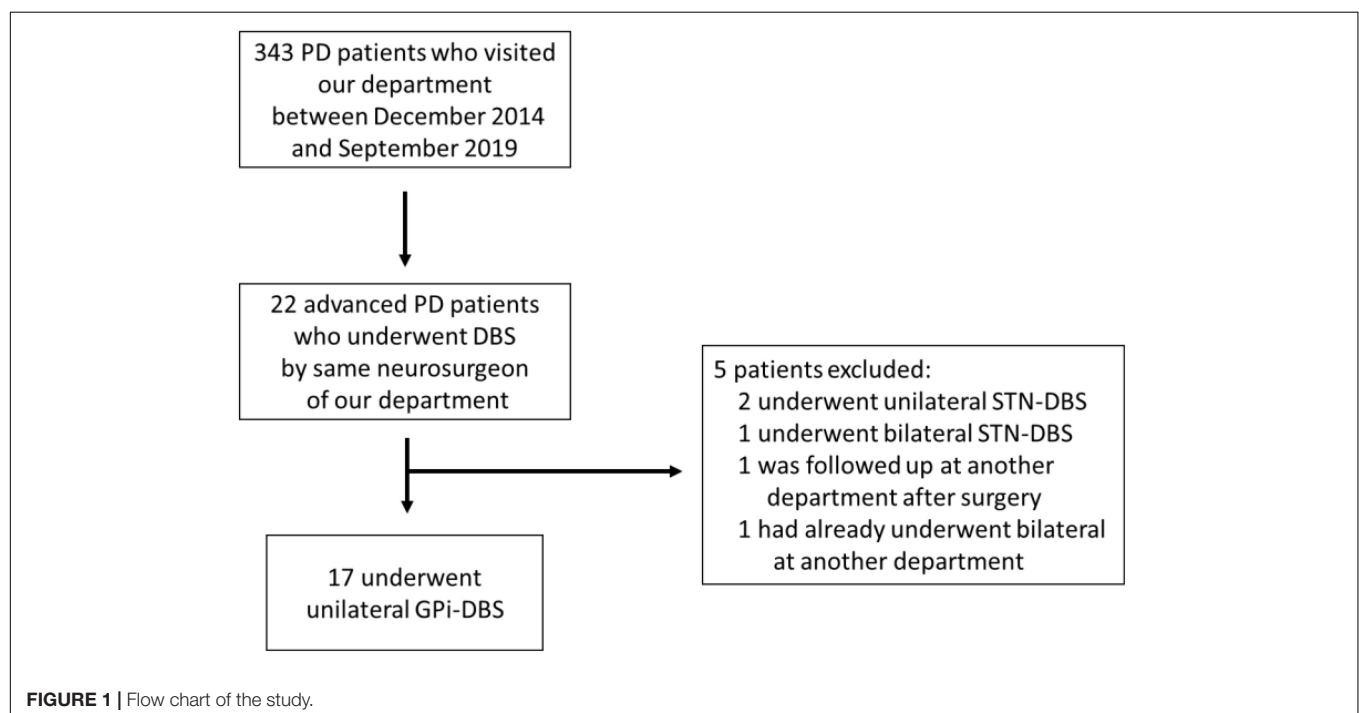 343 PD patients who visited
our department
between December 2014
and September 2019
22 advanced PD patients
who underwent DBS
by same neurosurgeon
of our department
5 patients excluded:
2 underwent unilateral STN-DBS
1 underwent bilateral STN-DBS
1 was followed up at another
department after surgery
1 had already underwent bilateral
at another department
17 underwent
unilateral GPi-DBS
FIGURE 1 | Flow chart of the study.